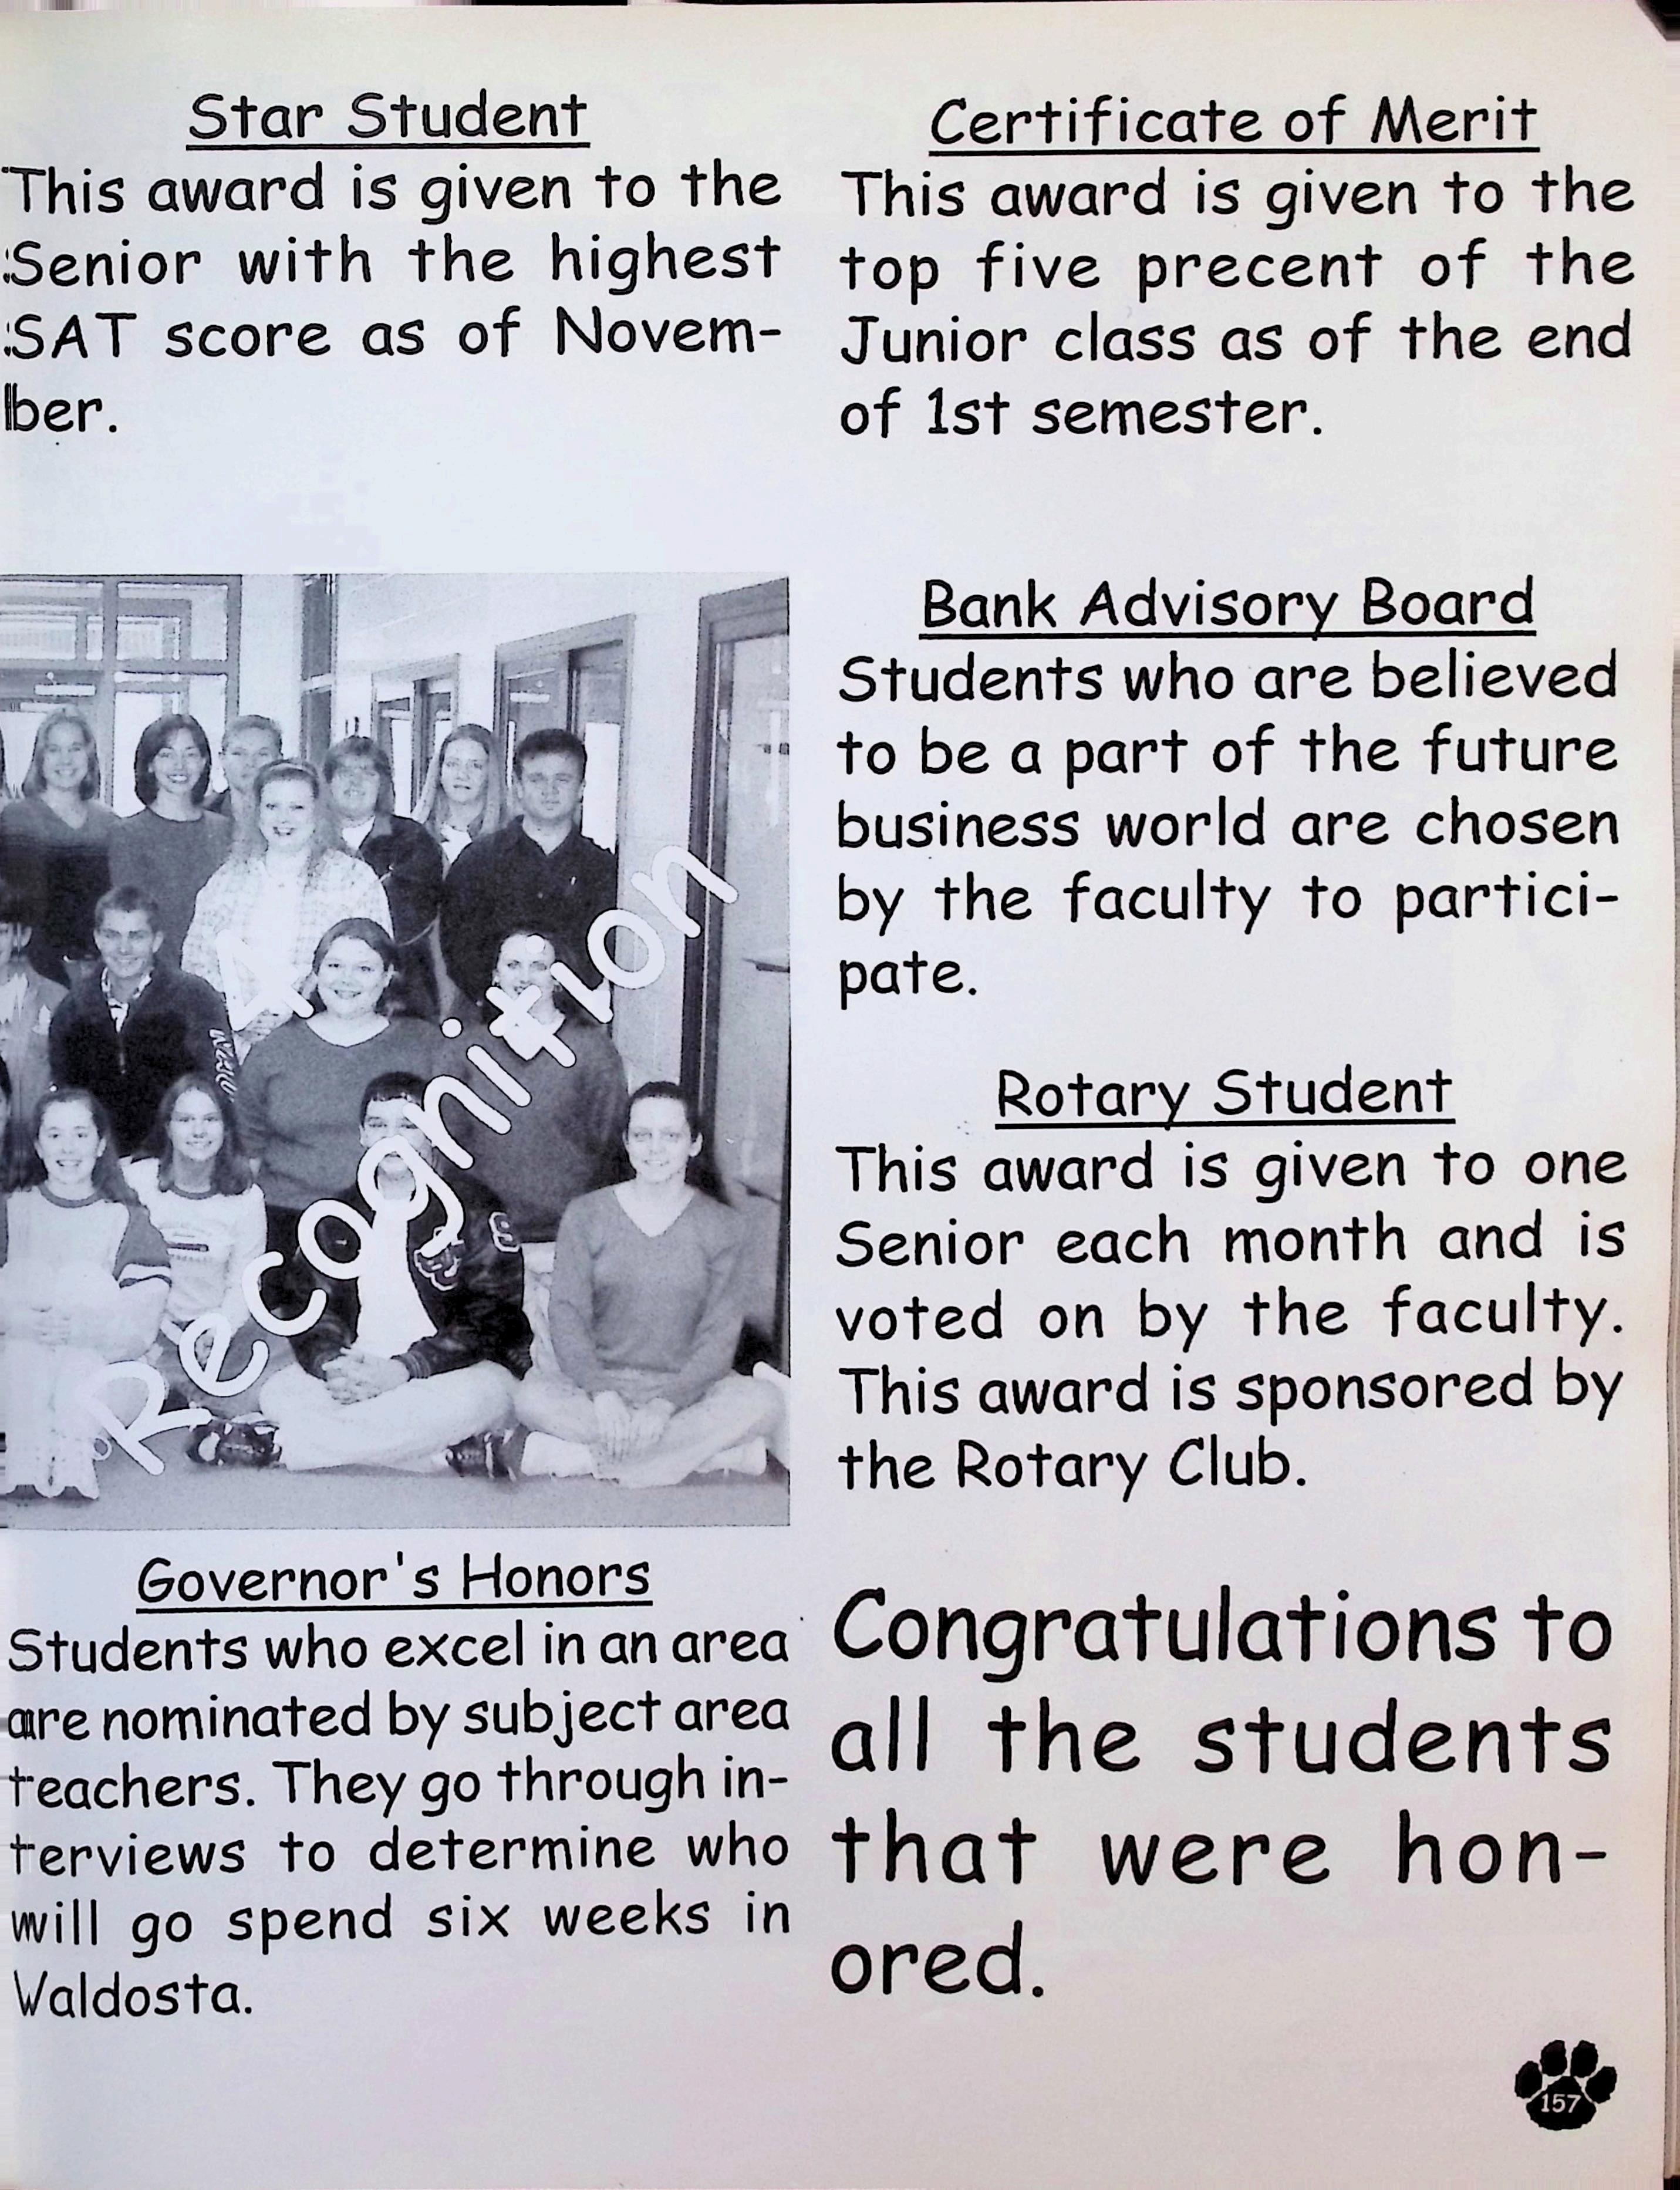 Star Student
This award is given to the
Senior with the highest
SAT score as of Novem-
ber.
Recognition
Governor's Honors
Students who excel in an area
are nominated by subject area
teachers. They go through in-
terviews to determine who
will go spend six weeks in
Waldosta.
Certificate of Merit
This award is given to the
top five precent of the
Junior class as of the end
of 1st semester.
Bank Advisory Board
Students who are believed
to be a part of the future
business world are chosen
by the faculty to partici-
pate.
Rotary Student
This award is given to one
Senior each month and is
voted on by the faculty.
This award is sponsored by
the Rotary Club.
Congratulations to
all the students
that were hon-
ored.
157